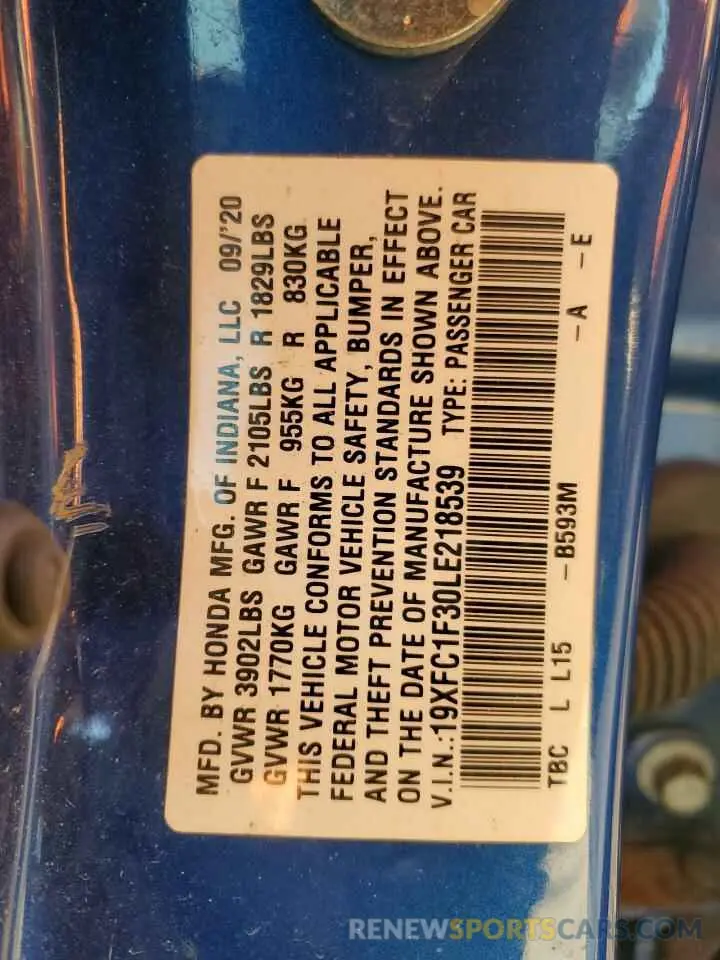 MFD. BY HONDA MFG. OF INDIANA, LLC 09/'20
GVWR 3902LBS GAWR F 2105LBS R 1829LBS
GVWR 1770KG GAWR F 955KG R 830KG
THIS VEHICLE CONFORMS TO ALL APPLICABLE
FEDERAL MOTOR VEHICLE SAFETY, BUMPER,
AND THEFT PREVENTION STANDARDS IN EFFECT
ON THE DATE OF MANUFACTURE SHOWN ABOVE.
V.I.N.:19XFC1F30LE218539 TYPE: PASSENGER CAR
TBC L L15 -B593M -A -E
RENEWSPORTSCARS.COM